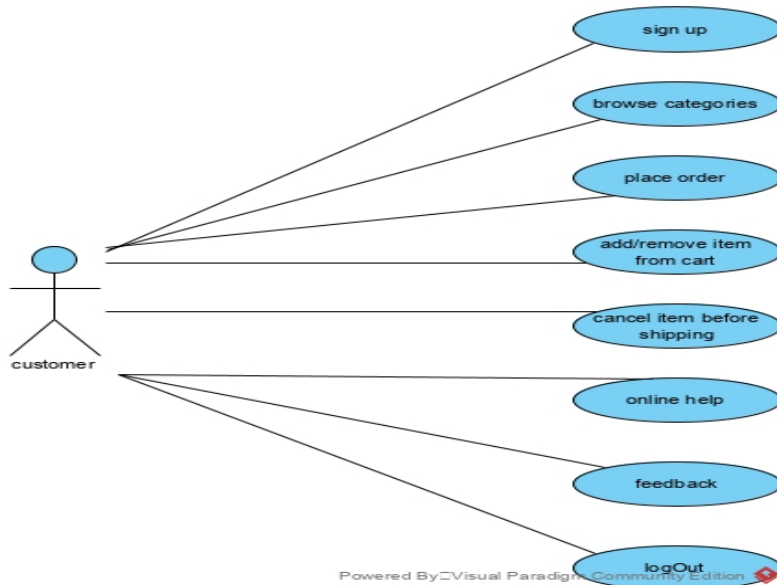 sign up
browse categories
place order
add/remove item
from cart
cancel item before
shipping
customer
online help
feedback
logOut
Powered By Visual Paradigm Community Edition